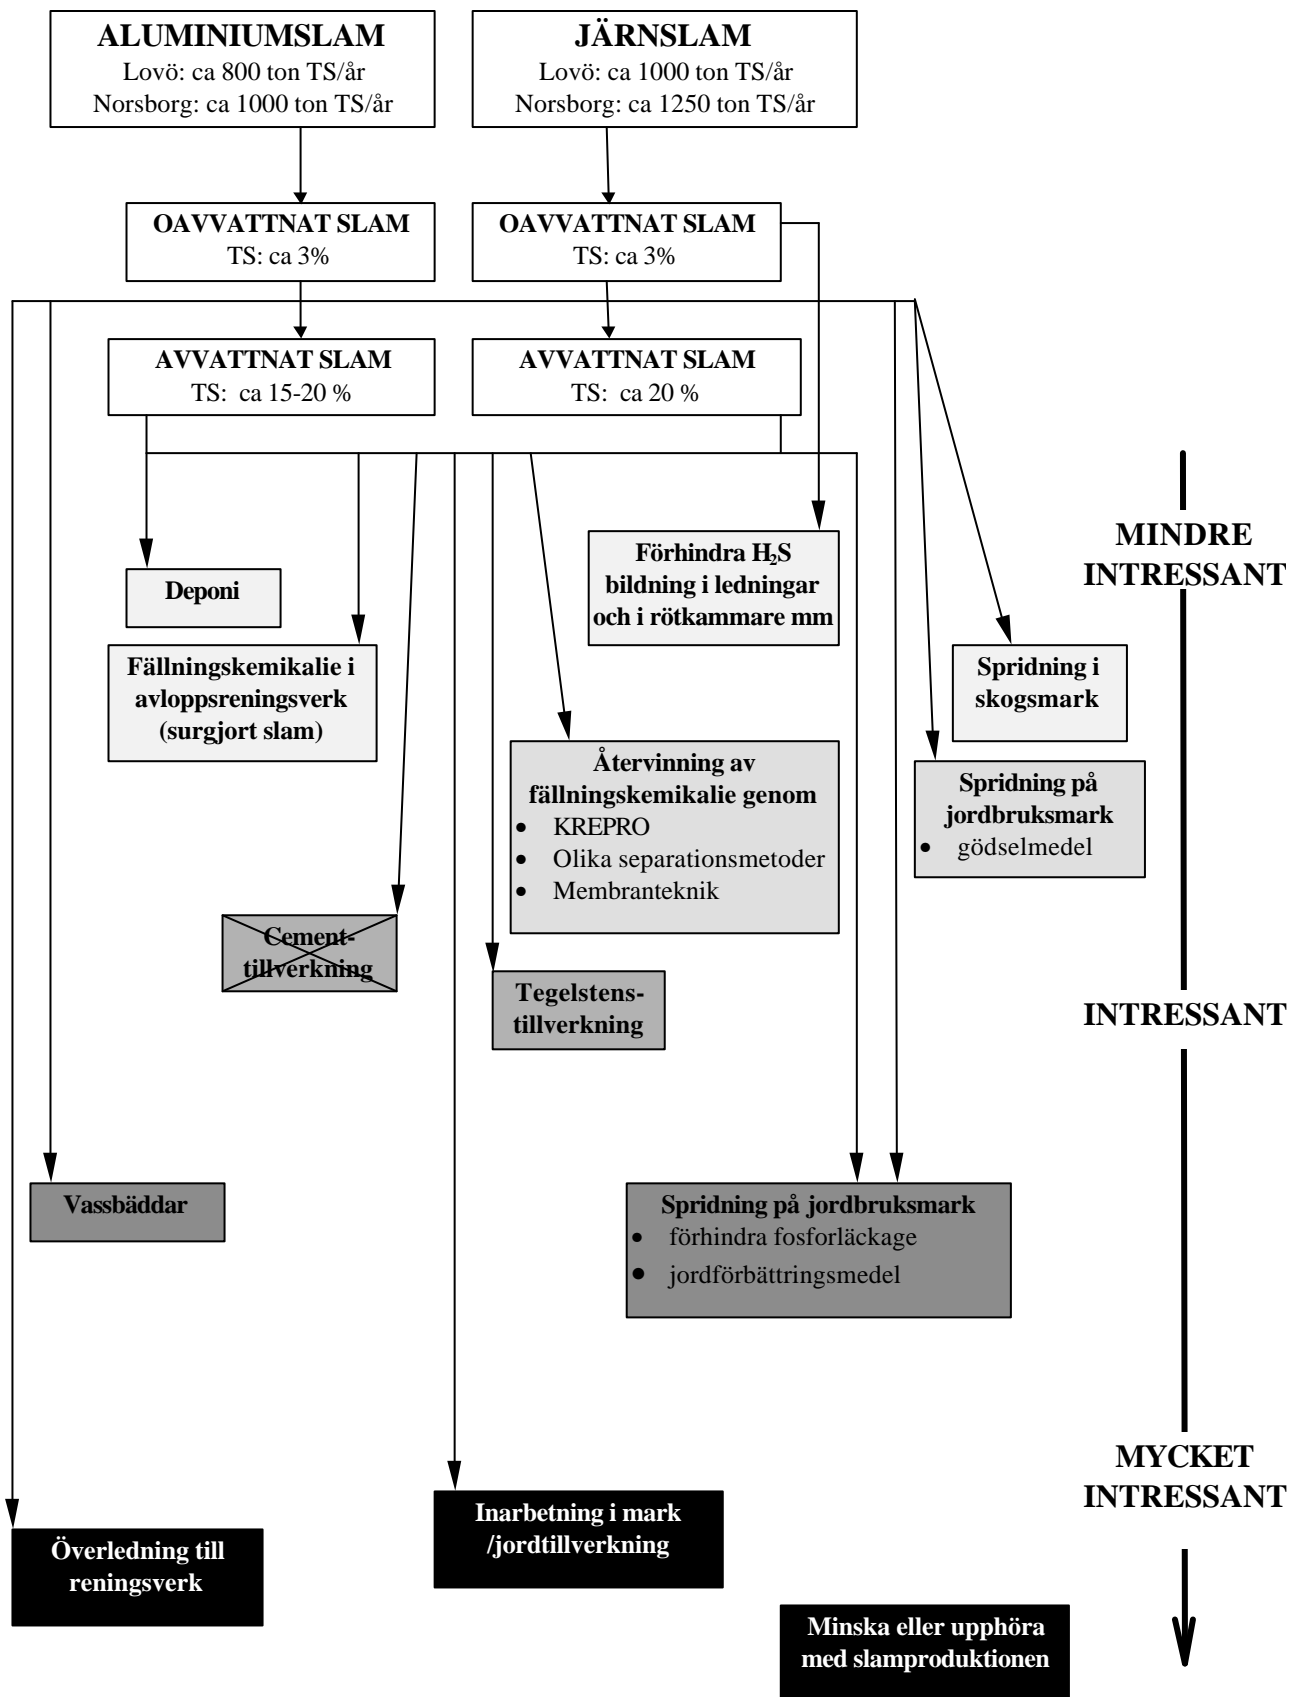 ALUMINIUMSLAM
Lovö: ca 800 ton TS/år
Norsborg: ca 1000 ton TS/år
JÄRNSLAM
Lovö: ca 1000 ton TS/år
Norsborg: ca 1250 ton TS/år
OAVVATTNAT SLAM
TS: ca 3%
OAVVATTNAT SLAM
TS: ca 3%
AVVATTNAT SLAM
TS: ca 15-20 %
AVVATTNAT SLAM
TS: ca 20 %
MINDRE
INTRESSANT
Förhindra H₂S
bildning i ledningar
och i rötkammare mm
Deponi
Fällningskemikalie i
avloppsreningsverk
(surgjort slam)
Spridning i
skogsmark
Återvinning av
fällningskemikalie genom
• KREPRO
• Olika separationsmetoder
• Membranteknik
Spridning på
jordbruksmark
• gödselmedel
Cement-
tillverkning
Tegelstens-
tillverkning
INTRESSANT
Vassbäddar
Spridning på jordbruksmark
• förhindra fosforläckage
• jordförbättringsmedel
MYCKET
INTRESSANT
Inarbetning i mark
/jordtillverkning
Överledning till
reningsverk
Minska eller upphöra
med slamproduktionen